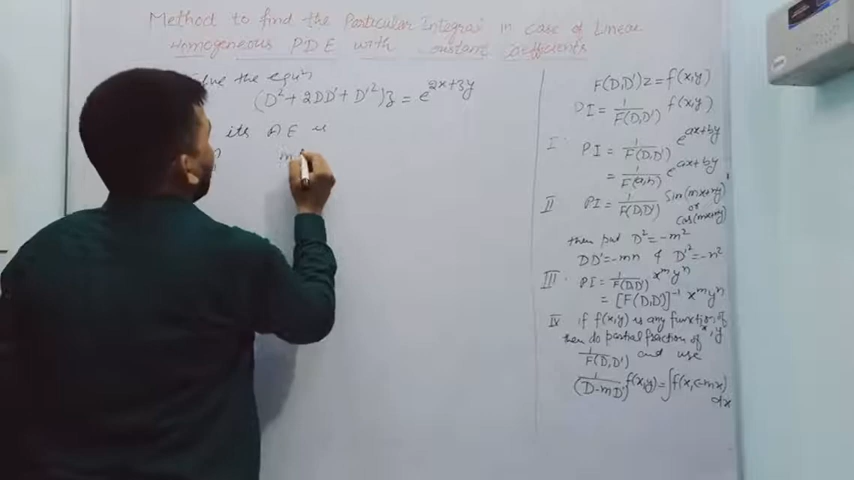 Method to find the Particular Integral in case of Linear
Homogeneous PDE with constant coefficients
the equⁿ
(D² + 2DD' + D'²)z = e^{2x+3y}
its A E is
m
F(D,D')z = f(x,y)
PI = 1/F(D,D') f(x,y)
I PI = 1/F(D,D') e^{ax+by}
= 1/F(a,b) e^{ax+by}
II PI = 1/F(D,D') Sin(mx+ny)
or
Cos(mx+ny)
then put D² = -m²
DD' = -mn & D'² = -n²
III PI = 1/F(D,D') x^m y^n
= [F(D,D')]^{-1} x^m y^n
IV if f(x,y) is any function of
x, y
then do partial fraction of
1/F(D,D') and use
(1/D-mD') f(x,y) = ∫f(x,c-mx)
dx